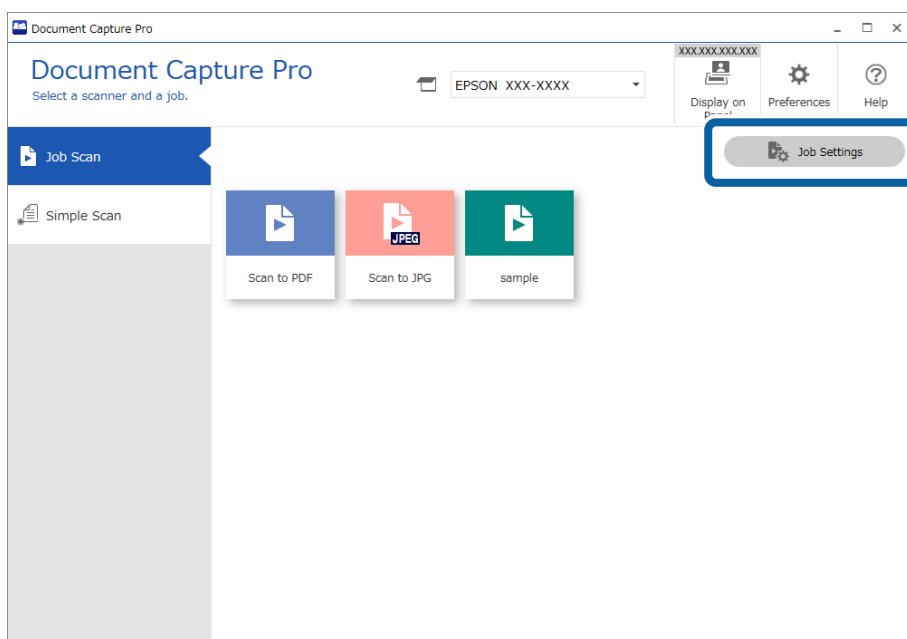 Document Capture Pro
Document Capture Pro
Select a scanner and a job.
EPSON XXX-XXXX
XXX.XXX.XXX.XXX
Display on
Panel
Preferences
Help
Job Scan
Job Settings
Simple Scan
JPEG
Scan to PDF
Scan to JPG
sample